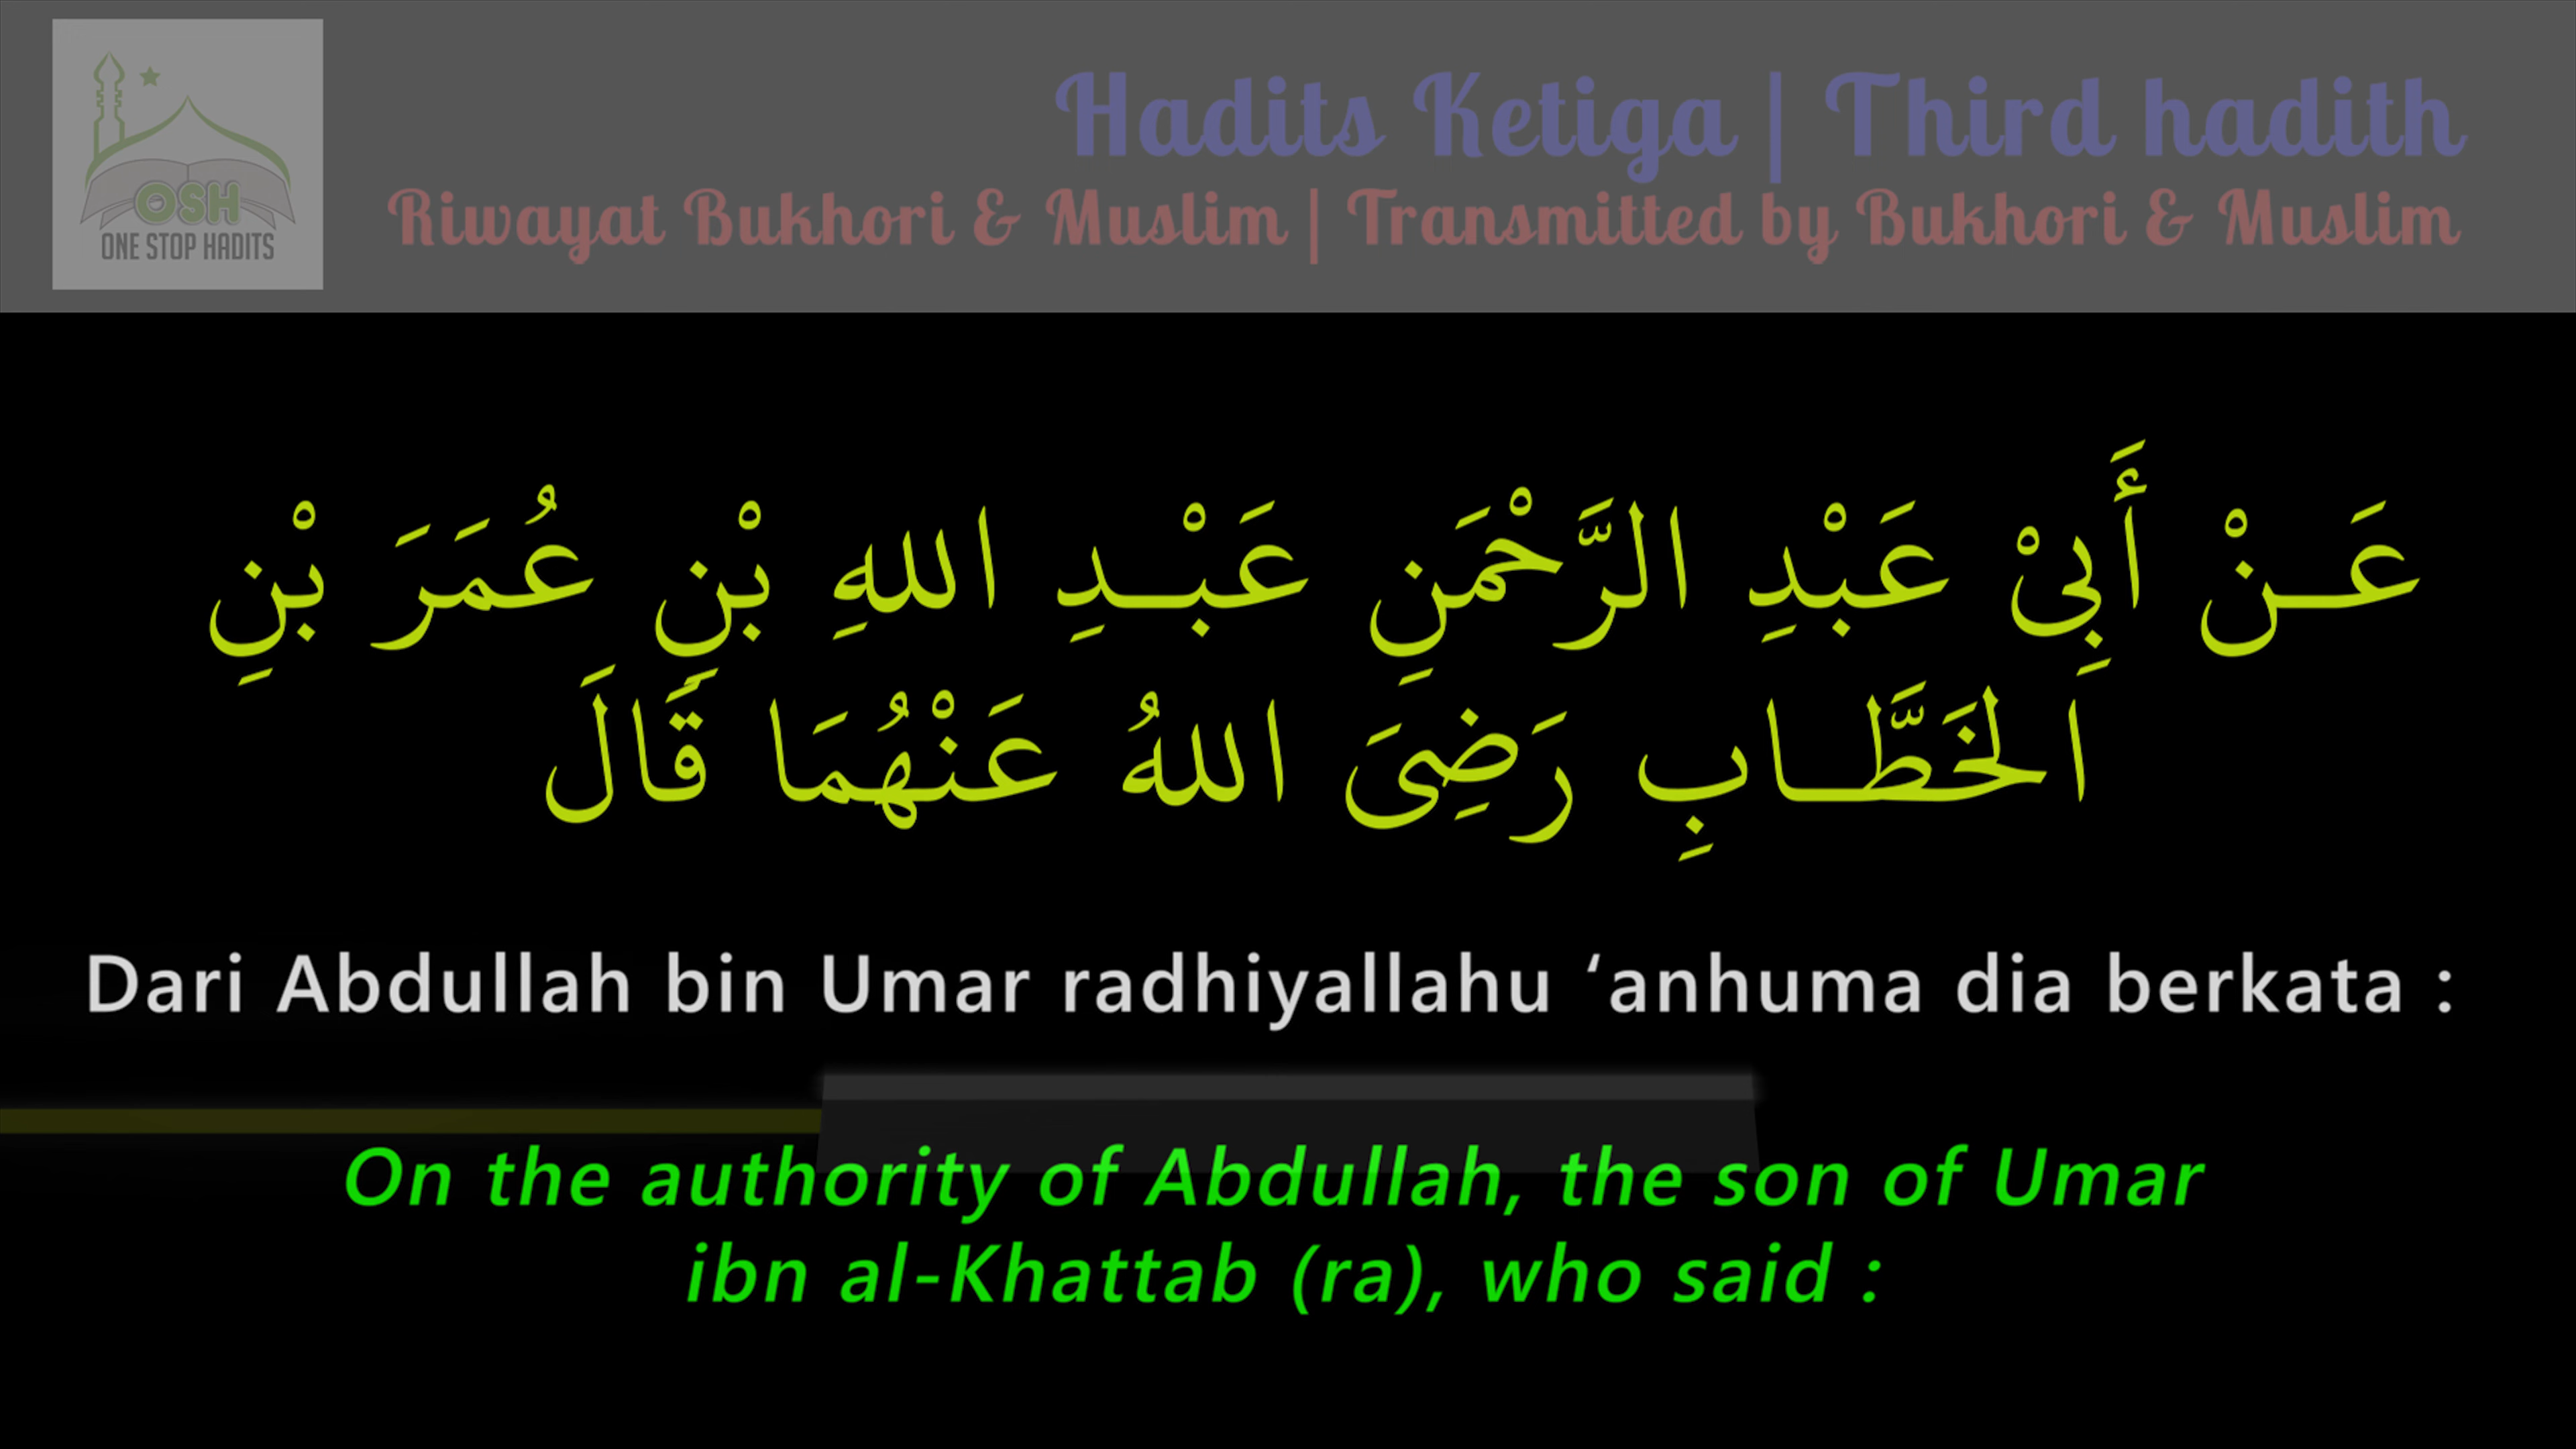 OSH
ONE STOP HADITS
Hadits Ketiga | Third hadith
Riwayat Bukhori & Muslim | Transmitted by Bukhori & Muslim
عَـنْ أَبِيْ عَبْدِ الرَّحْمَنِ عَبْـدِ اللهِ بْنِ عُمَرَ بْنِ
الخَطَّـابِ رَضِيَ اللهُ عَنْهُمَا قَالَ
Dari Abdullah bin Umar radhiyallahu ‘anhuma dia berkata :
On the authority of Abdullah, the son of Umar
ibn al-Khattab (ra), who said :